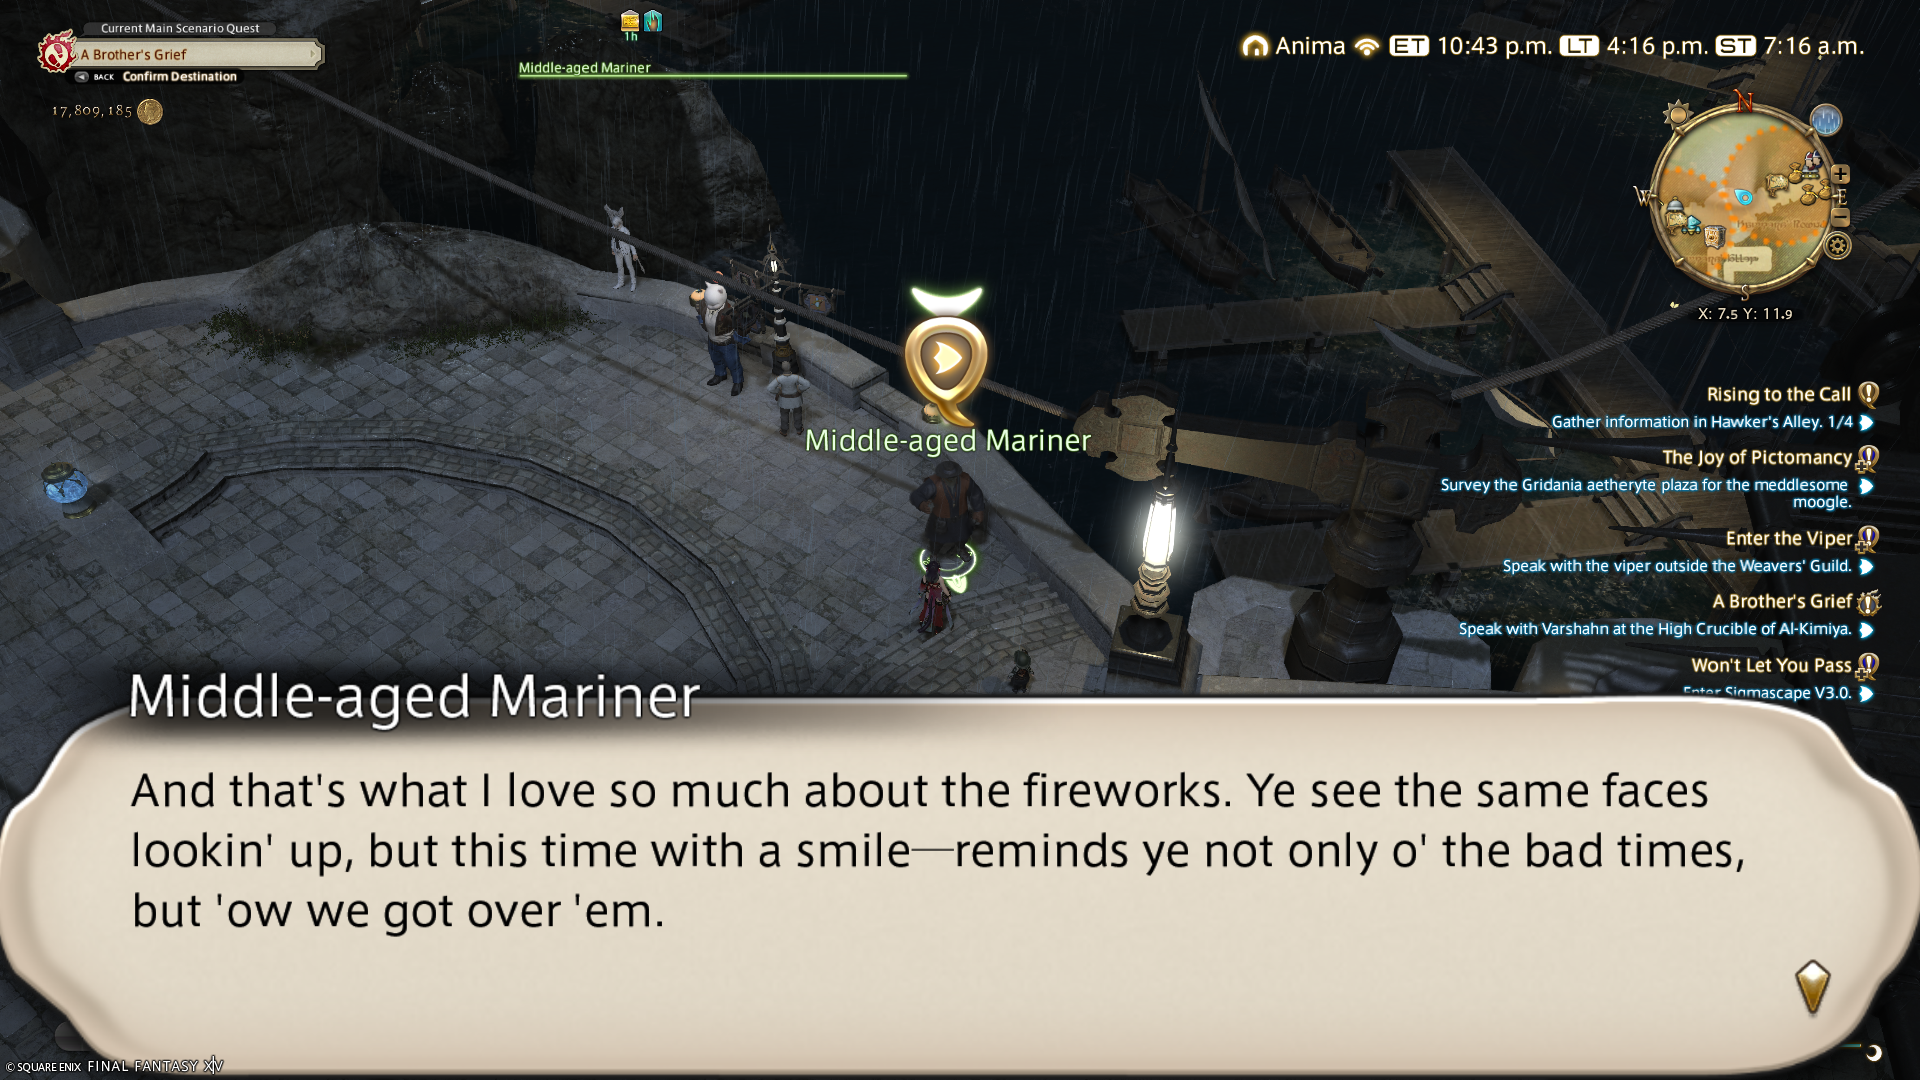 Current Main Scenario Quest
A Brother's Grief
BACK Confirm Destination
17,809,185
1h
Middle-aged Mariner
Anima ET 10:43 p.m. LT 4:16 p.m. ST 7:16 a.m.
N
W
E
S
X: 7.5 Y: 11.9
Rising to the Call
Gather information in Hawker's Alley. 1/4
The Joy of Pictomancy
Survey the Gridania aetheryte plaza for the meddlesome
moogle.
Enter the Viper
Speak with the viper outside the Weavers' Guild.
A Brother's Grief
Speak with Varshahn at the High Crucible of Al-Kimiya.
Won't Let You Pass
Enter Sigmascape V3.0.
Middle-aged Mariner
Middle-aged Mariner
And that's what I love so much about the fireworks. Ye see the same faces
lookin' up, but this time with a smile—reminds ye not only o' the bad times,
but 'ow we got over 'em.
© SQUARE ENIX FINAL FANTASY XIV